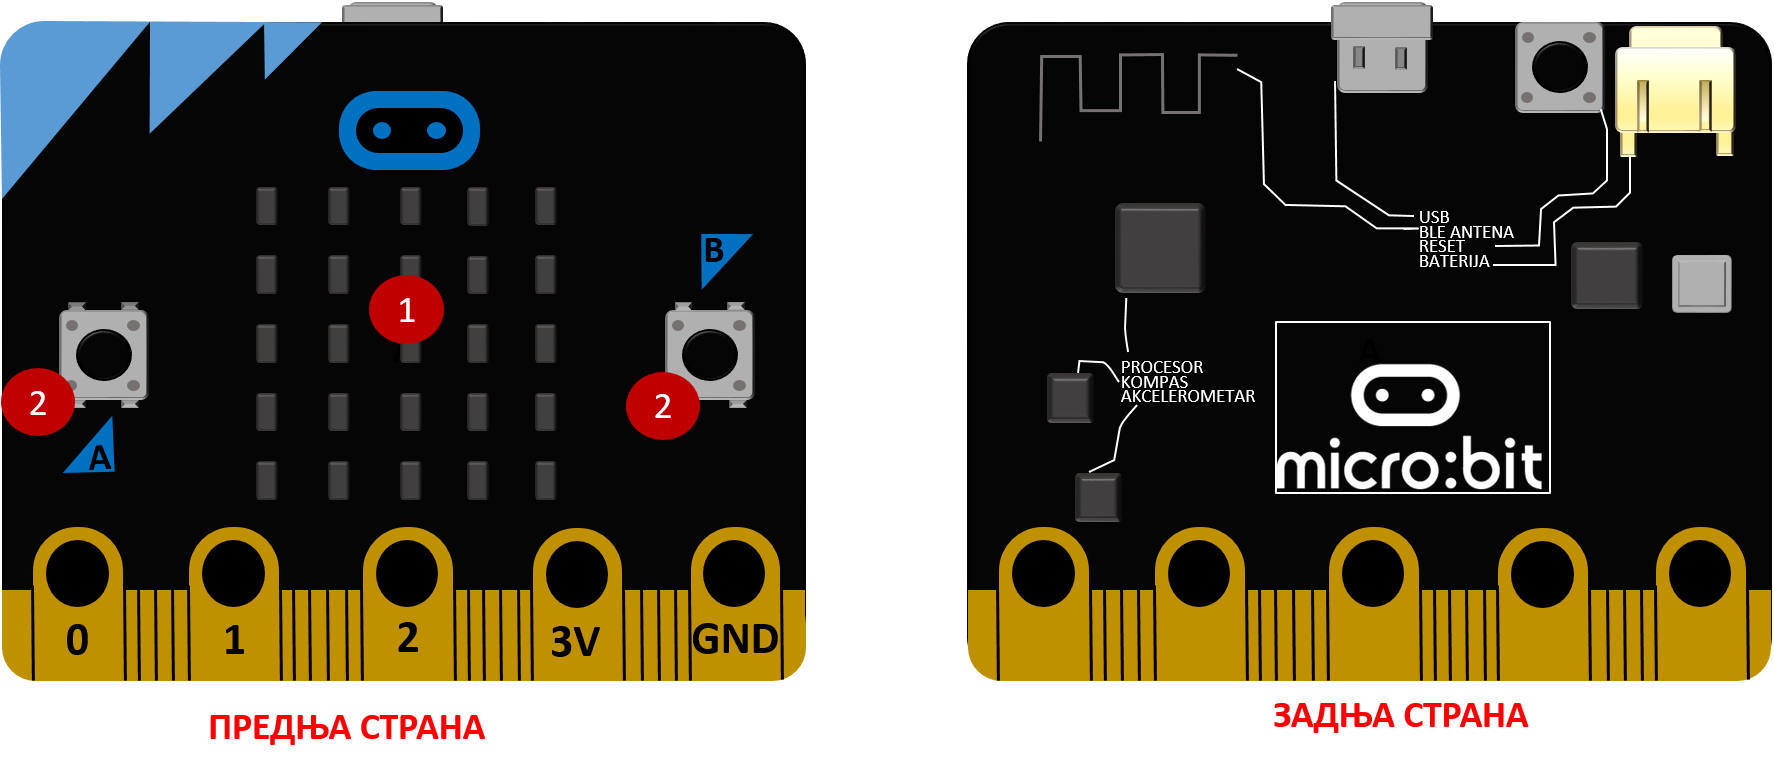 B
1
2
2
A
0
1
2
3V
GND
ПРЕДЊА СТРАНА
USB
BLE ANTENA
RESET
BATERIJA
PROCESOR
KOMPAS
AKCELEROMETAR
A
micro:bit
ЗАДЊА СТРАНА